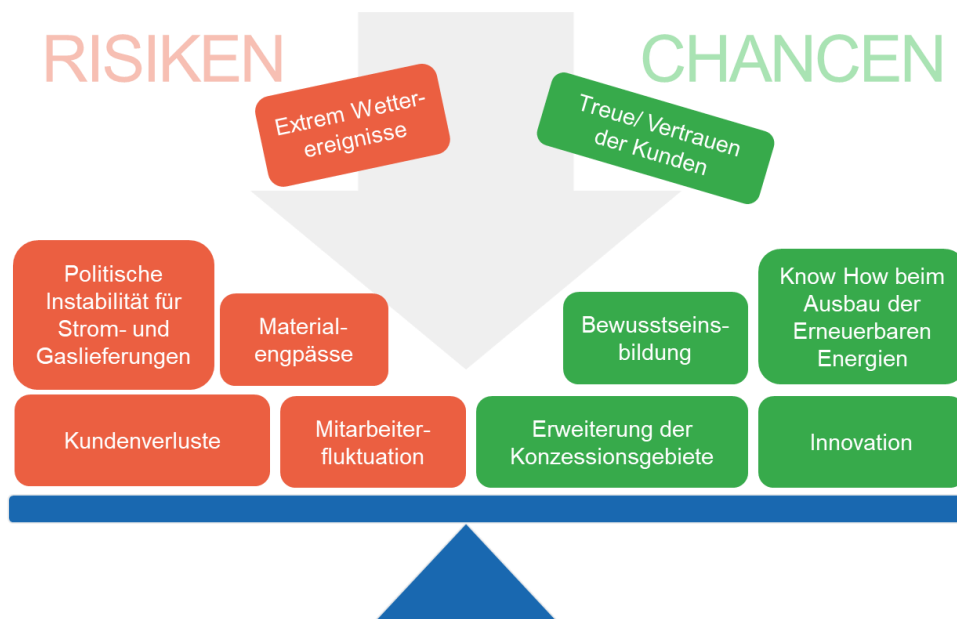 RISIKEN
CHANCEN
Extrem Wetter-
ereignisse
Treue/ Vertrauen
der Kunden
Politische
Instabilität für
Strom- und
Gaslieferungen
Material-
engpässe
Bewusstseins-
bildung
Know How beim
Ausbau der
Erneuerbaren
Energien
Kundenverluste
Mitarbeiter-
fluktuation
Erweiterung der
Konzessionsgebiete
Innovation